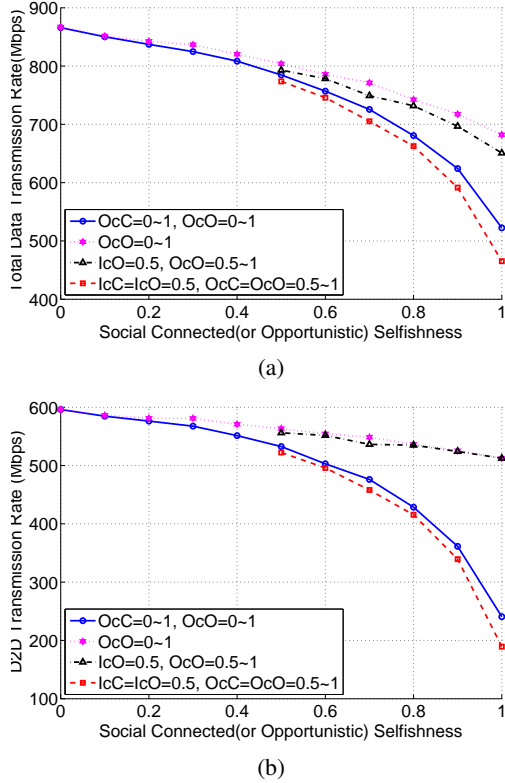 900
800
700
600
500
400
Total Data Transmission Rate(Mbps)
OcC=0~1, OcO=0~1
OcO=0~1
IcO=0.5, OcO=0.5~1
IcC=IcO=0.5, OcC=OcO=0.5~1
0 0.2 0.4 0.6 0.8 1
Social Connected(or Opportunistic) Selfishness
(a)
600
500
400
300
200
100
D2D Transmission Rate (Mbps)
OcC=0~1, OcO=0~1
OcO=0~1
IcO=0.5, OcO=0.5~1
IcC=IcO=0.5, OcC=OcO=0.5~1
0 0.2 0.4 0.6 0.8 1
Social Connected(or Opportunistic) Selfishness
(b)